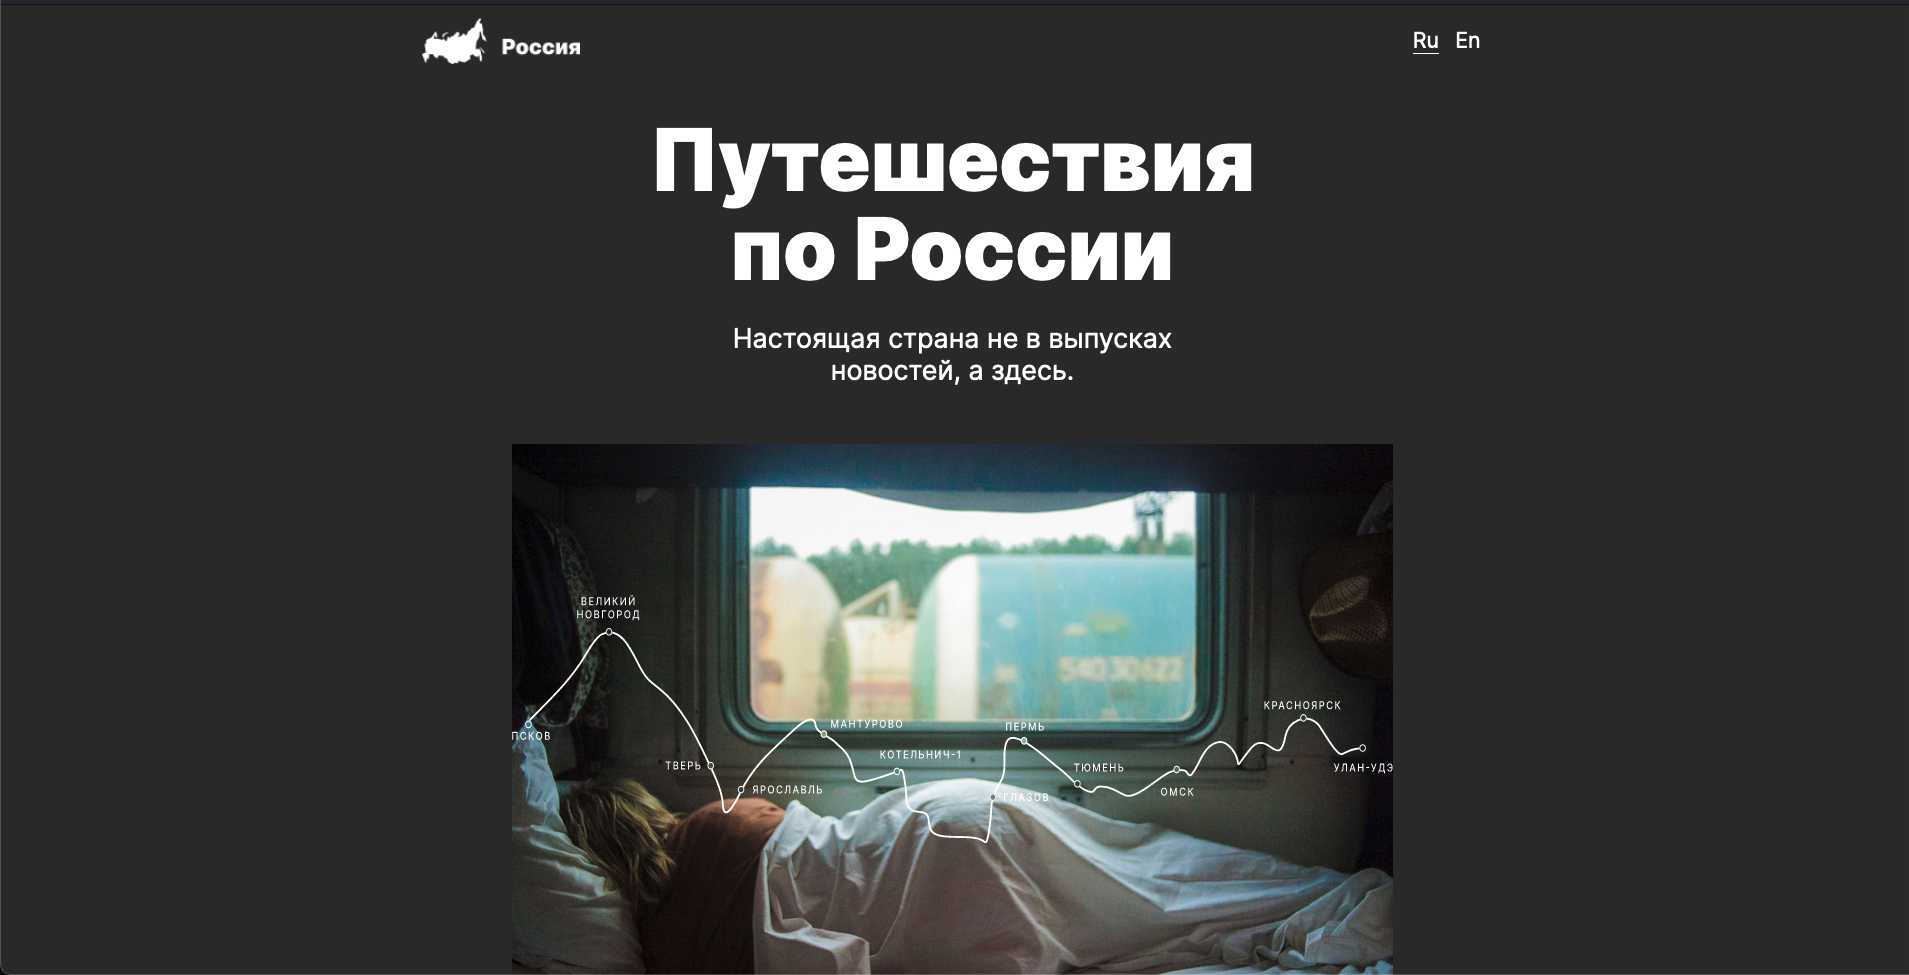 Россия
Ru En
Путешествия
по России
Настоящая страна не в выпусках
новостей, а здесь.
54030622
ВЕЛИКИЙ
НОВГОРОД
ПСКОВ
ТВЕРЬ
ЯРОСЛАВЛЬ
МАНТУРОВО
КОТЕЛЬНИЧ-1
ГЛАЗОВ
ПЕРМЬ
ТЮМЕНЬ
ОМСК
КРАСНОЯРСК
УЛАН-УДЭ